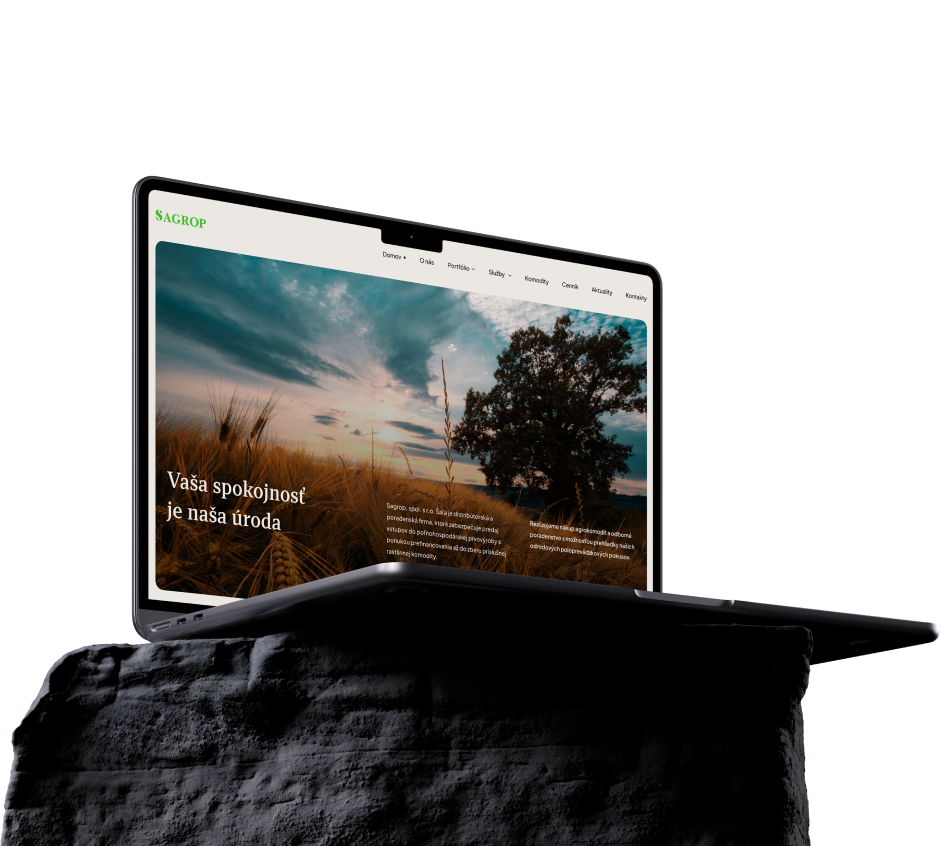 SAGROP
Domov
O nás
Portfólio
Služby
Komodity
Cenník
Aktuality
Kontakty
Vaša spokojnosť
je naša úroda
Sagrop, spol. s r.o. Šaľa je distribútorská a
poradenská firma, ktorá zabezpečuje predaj
vstupov do poľnohospodárskej prvovýroby s
ponukou prefinancovania až do zberu príslušnej
rastlinnej komodity.
Realizujeme nákup agrokomodít a odborné
poradenstvo s možnosťou prehliadky našich
odrodových poloprevádzkových pokusov.